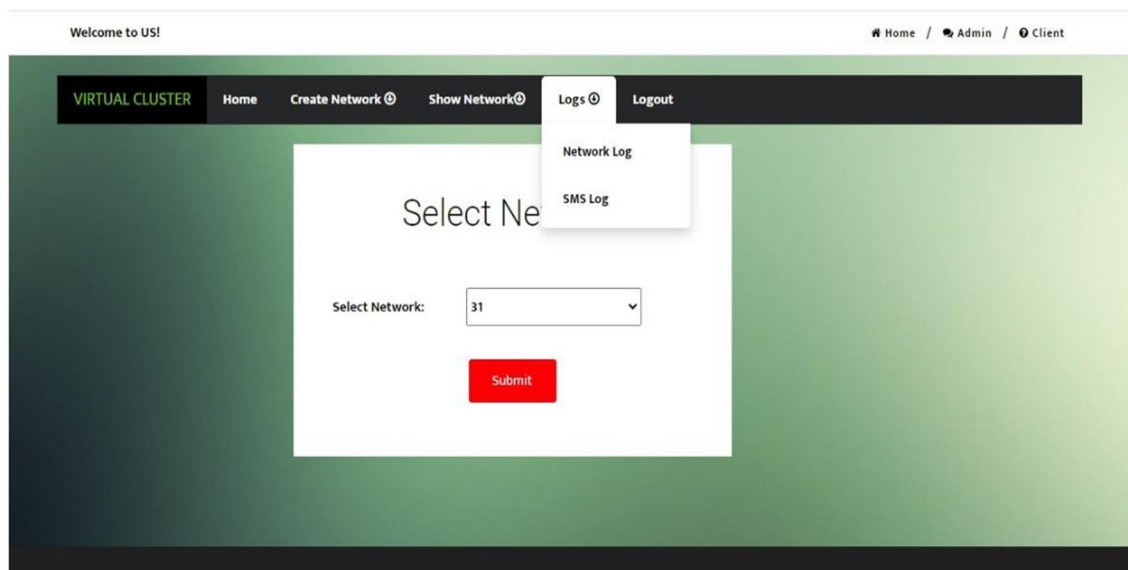 Welcome to US!
Home / Admin / Client
VIRTUAL CLUSTER Home Create Network Show Network Logs Logout
Network Log
SMS Log
Select Ne
Select Network: 31
Submit